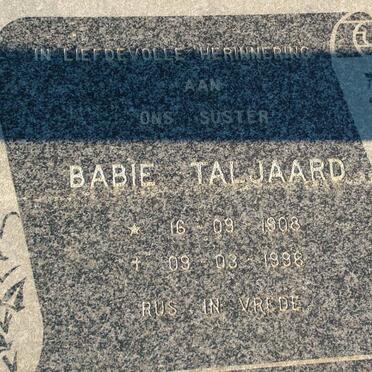 IN LIEFDEVOLLE HERINNERING
AAN
ONS SUSTER
BABIE TALJAARD
★ 16 - 09 - 1908
† 09 - 03 - 1998
RUS IN VREDE